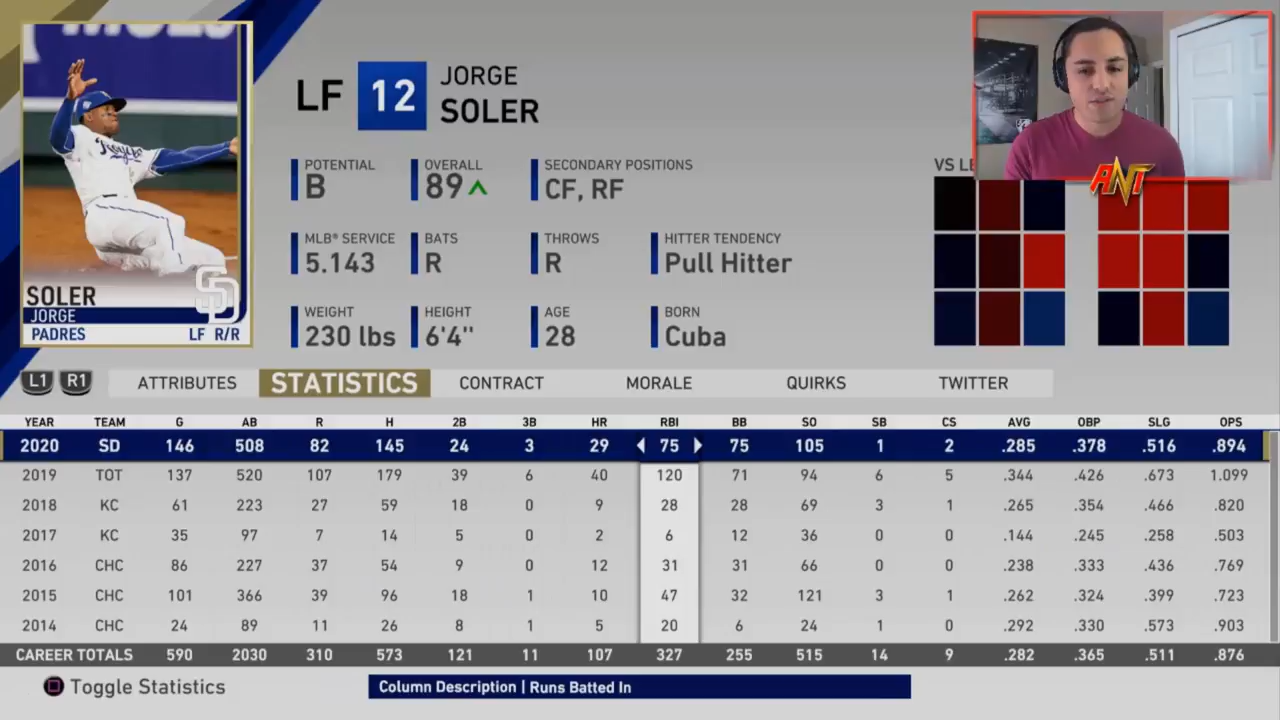 LF 12 JORGE SOLER
POTENTIAL OVERALL SECONDARY POSITIONS
B 89 CF, RF
VS
MLB® SERVICE BATS THROWS HITTER TENDENCY
5.143 R R Pull Hitter
WEIGHT HEIGHT AGE BORN
230 lbs 6'4" 28 Cuba
SOLER
JORGE
PADRES LF R/R
SD
ANT
L1 R1 ATTRIBUTES STATISTICS CONTRACT MORALE QUIRKS TWITTER
YEAR TEAM G AB R H 2B 3B HR RBI BB SO SB CS AVG OBP SLG OPS
2020 SD 146 508 82 145 24 3 29 75 75 105 1 2 .285 .378 .516 .894
2019 TOT 137 520 107 179 39 6 40 120 71 94 6 5 .344 .426 .673 1.099
2018 KC 61 223 27 59 18 0 9 28 28 69 3 1 .265 .354 .466 .820
2017 KC 35 97 7 14 5 0 2 6 12 36 0 0 .144 .245 .258 .503
2016 CHC 86 227 37 54 9 0 12 31 31 66 0 0 .238 .333 .436 .769
2015 CHC 101 366 39 96 18 1 10 47 32 121 3 1 .262 .324 .399 .723
2014 CHC 24 89 11 26 8 1 5 20 6 24 1 0 .292 .330 .573 .903
CAREER TOTALS 590 2030 310 573 121 11 107 327 255 515 14 9 .282 .365 .511 .876
Toggle Statistics
Column Description | Runs Batted In